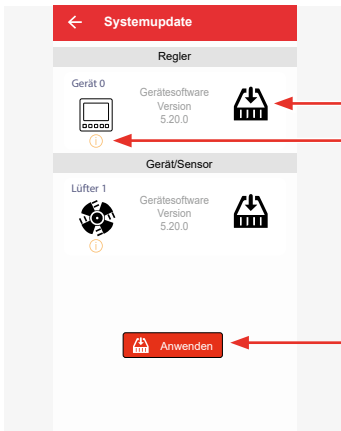 Systemupdate
Regler
Gerät 0
Gerätesoftware
Version
5.20.0
Gerät/Sensor
Lüfter 1
Gerätesoftware
Version
5.20.0
Anwenden